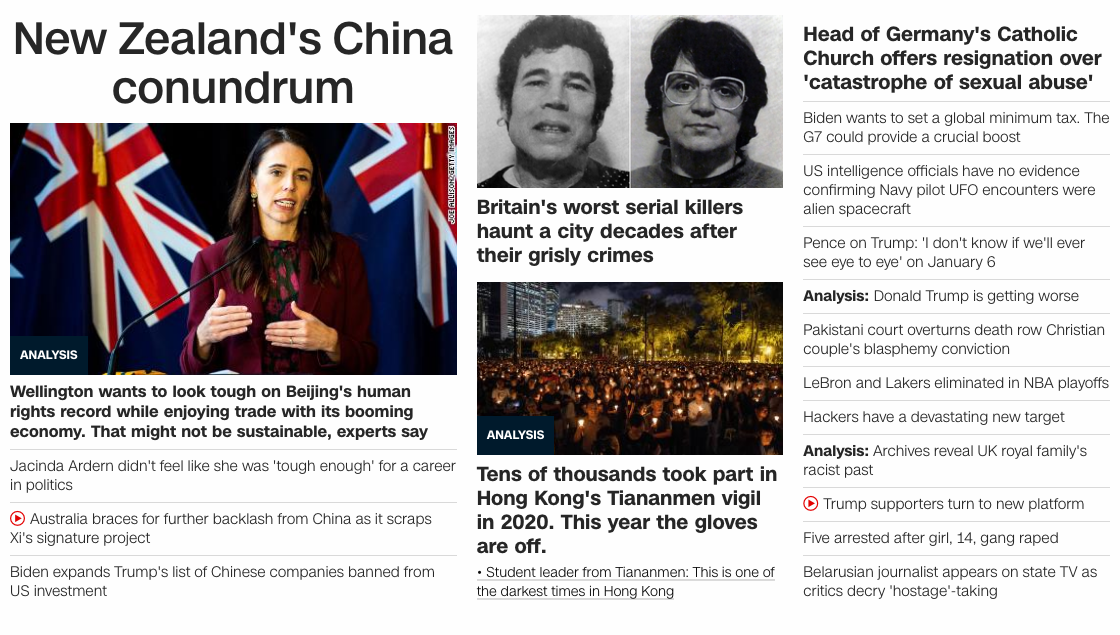 New Zealand's China
conundrum
JOE ALLISON/GETTY IMAGES
ANALYSIS
Wellington wants to look tough on Beijing's human
rights record while enjoying trade with its booming
economy. That might not be sustainable, experts say
Jacinda Ardern didn't feel like she was 'tough enough' for a career
in politics
Australia braces for further backlash from China as it scraps
Xi's signature project
Biden expands Trump's list of Chinese companies banned from
US investment
Britain's worst serial killers
haunt a city decades after
their grisly crimes
ANALYSIS
Tens of thousands took part in
Hong Kong's Tiananmen vigil
in 2020. This year the gloves
are off.
• Student leader from Tiananmen: This is one of
the darkest times in Hong Kong
Head of Germany's Catholic
Church offers resignation over
'catastrophe of sexual abuse'
Biden wants to set a global minimum tax. The
G7 could provide a crucial boost
US intelligence officials have no evidence
confirming Navy pilot UFO encounters were
alien spacecraft
Pence on Trump: 'I don't know if we'll ever
see eye to eye' on January 6
Analysis: Donald Trump is getting worse
Pakistani court overturns death row Christian
couple's blasphemy conviction
LeBron and Lakers eliminated in NBA playoffs
Hackers have a devastating new target
Analysis: Archives reveal UK royal family's
racist past
Trump supporters turn to new platform
Five arrested after girl, 14, gang raped
Belarusian journalist appears on state TV as
critics decry 'hostage'-taking